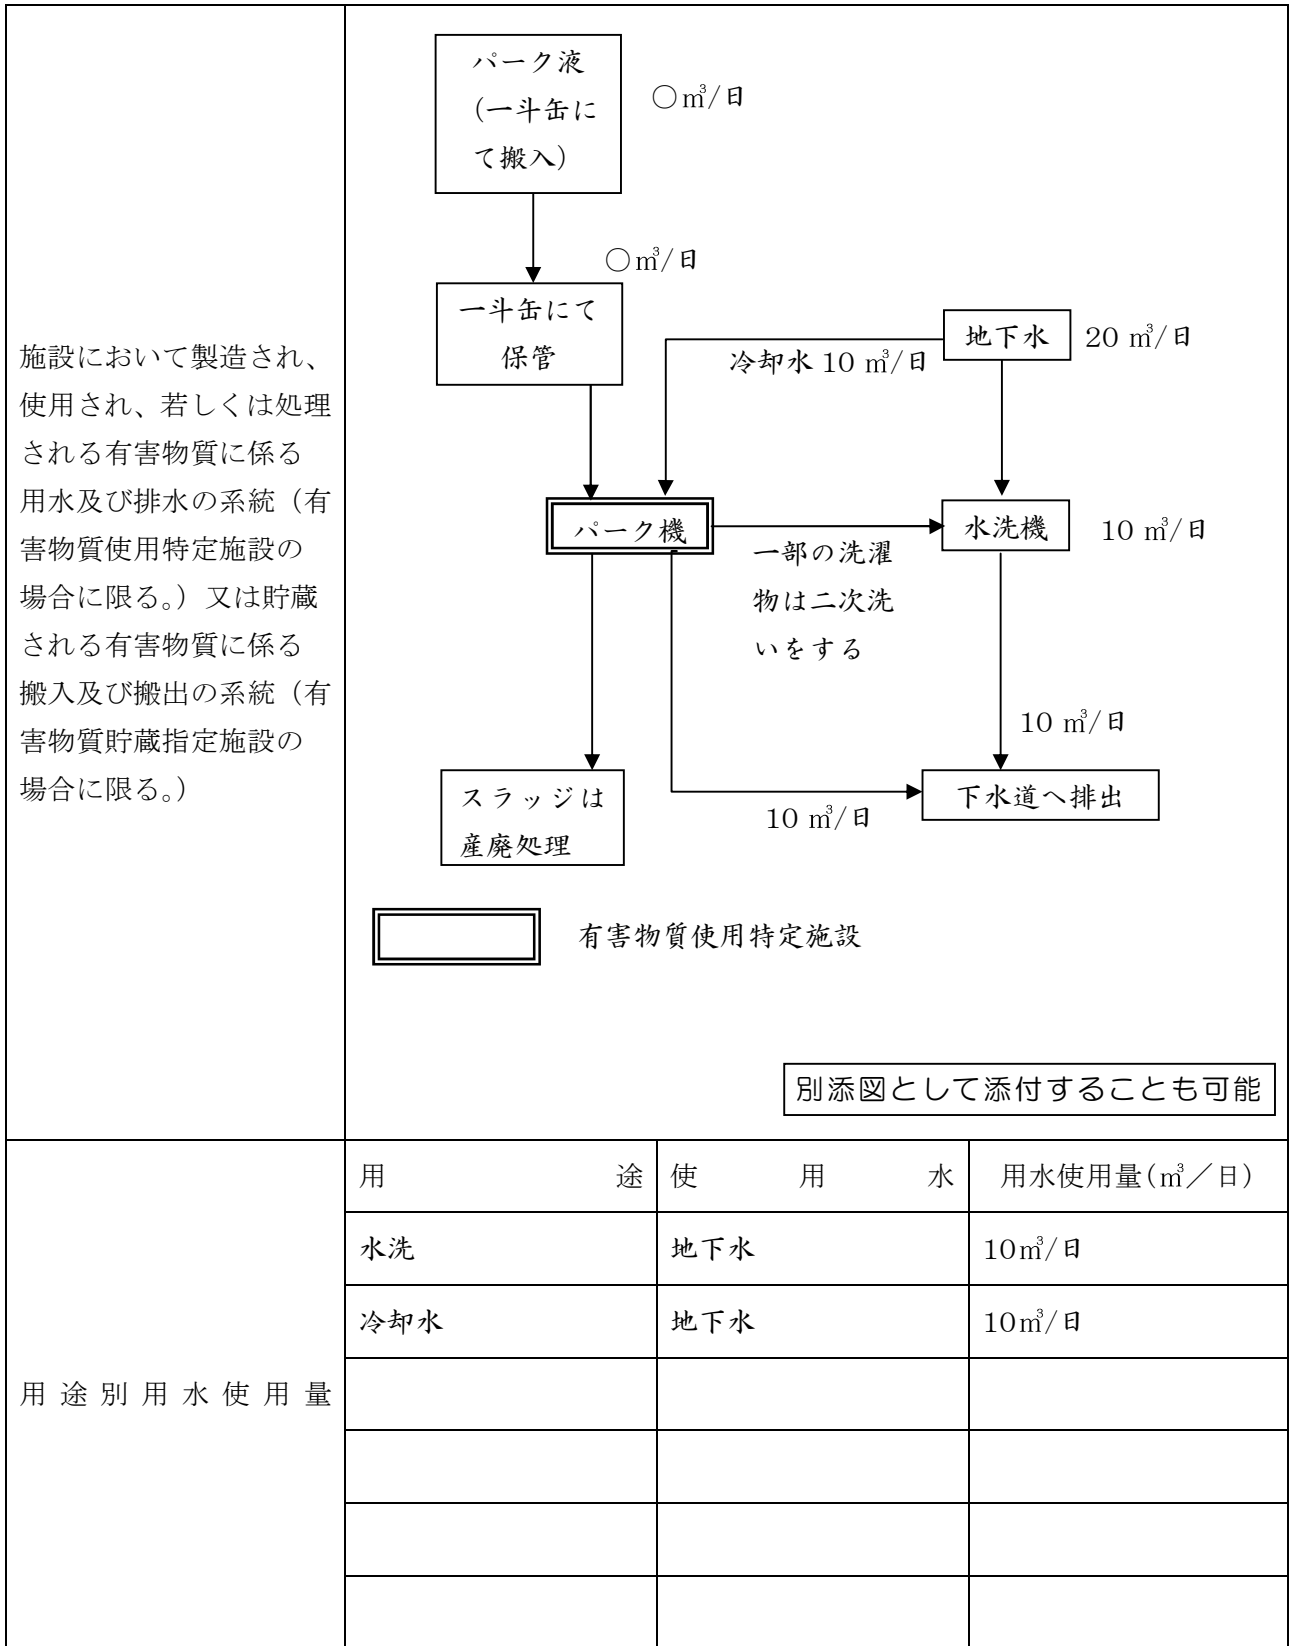 施設において製造され、
使用され、若しくは処理
される有害物質に係る
用水及び排水の系統（有
害物質使用特定施設の
場合に限る。）又は貯蔵
される有害物質に係る
搬入及び搬出の系統（有
害物質貯蔵指定施設の
場合に限る。）
パーク液
（一斗缶に
て搬入）
〇㎥/日
〇㎥/日
一斗缶にて
保管
地下水
20 ㎥/日
冷却水 10 ㎥/日
パーク機
水洗機
10 ㎥/日
一部の洗濯
物は二次洗
いをする
10 ㎥/日
スラッジは
産廃処理
10 ㎥/日
下水道へ排出
有害物質使用特定施設
別添図として添付することも可能
用途別用水使用量
用途 使用水 用水使用量（㎥／日）
水洗 地下水 10㎥/日
冷却水 地下水 10㎥/日